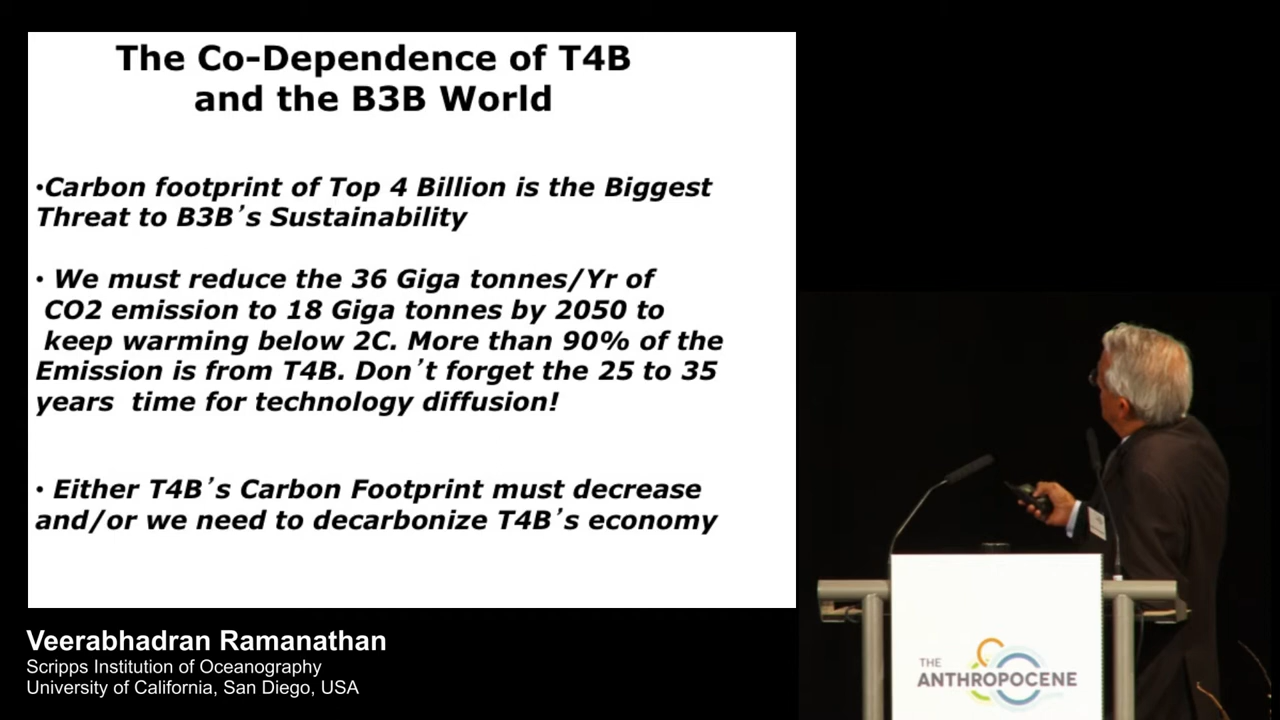 The Co-Dependence of T4B
and the B3B World
•Carbon footprint of Top 4 Billion is the Biggest
Threat to B3B’s Sustainability
• We must reduce the 36 Giga tonnes/Yr of
CO2 emission to 18 Giga tonnes by 2050 to
keep warming below 2C. More than 90% of the
Emission is from T4B. Don’t forget the 25 to 35
years  time for technology diffusion!
• Either T4B’s Carbon Footprint must decrease
and/or we need to decarbonize T4B’s economy
Veerabhadran Ramanathan
Scripps Institution of Oceanography
University of California, San Diego, USA
THE
ANTHROPOCENE